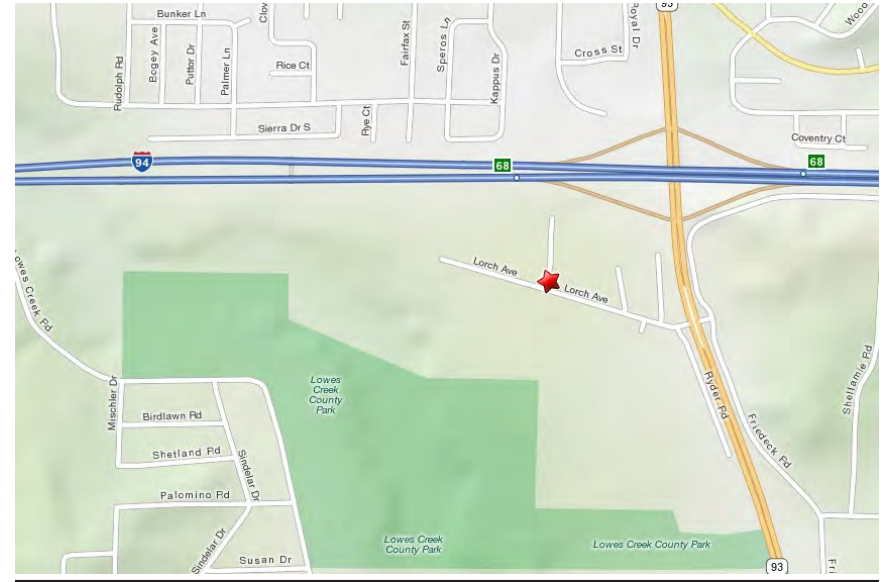 93
Bunker Ln
Bogey Ave
Puttor Dr
Palmer Ln
Rudolph Rd
Rice Ct
Fairfax St
Speros Ln
Kappus Dr
Royal Dr
Cross St
Rye Ct
Sierra Dr S
Coventry Ct
94
68
68
Lowes Creek Rd
Lorch Ave
Lorch Ave
Lowes
Creek
County
Park
Mischler Dr
Birdlawn Rd
Shetland Rd
Sindelar Dr
Palomino Rd
Sindelar Dr
Susan Dr
Ryder Rd
Friedeck Rd
Shellamie Rd
Lowes Creek
County Park
Lowes Creek County Park
93